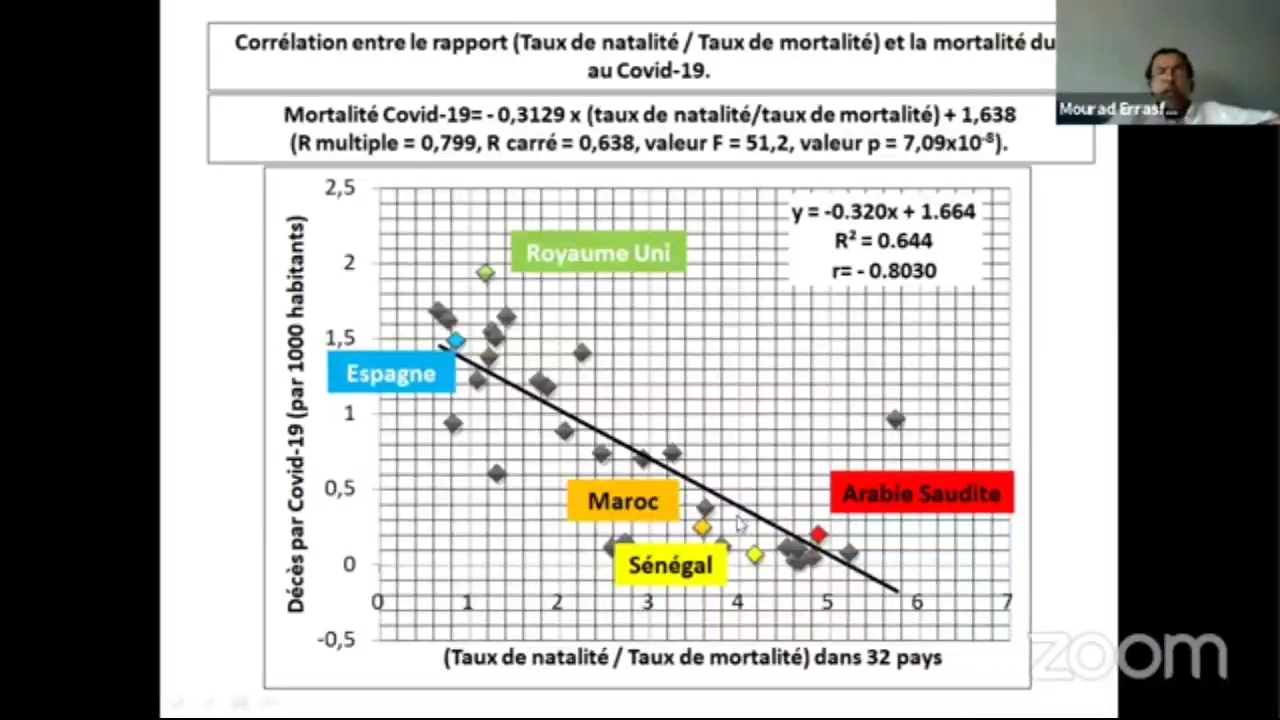 Corrélation entre le rapport (Taux de natalité / Taux de mortalité) et la mortalité du
au Covid-19.
Mourad Erras
Mortalité Covid-19= - 0,3129 x (taux de natalité/taux de mortalité) + 1,638
(R multiple = 0,799, R carré = 0,638, valeur F = 51,2, valeur p = 7,09x10⁻⁸).
2,5
y = -0.320x + 1.664
R² = 0.644
r= - 0.8030
Royaume Uni
2
1,5
Espagne
1
Arabie Saudite
0,5
Maroc
Sénégal
0
0 1 2 3 4 5 6 7
-0,5
Décès par Covid-19 (par 1000 habitants)
(Taux de natalité / Taux de mortalité) dans 32 pays
zoom